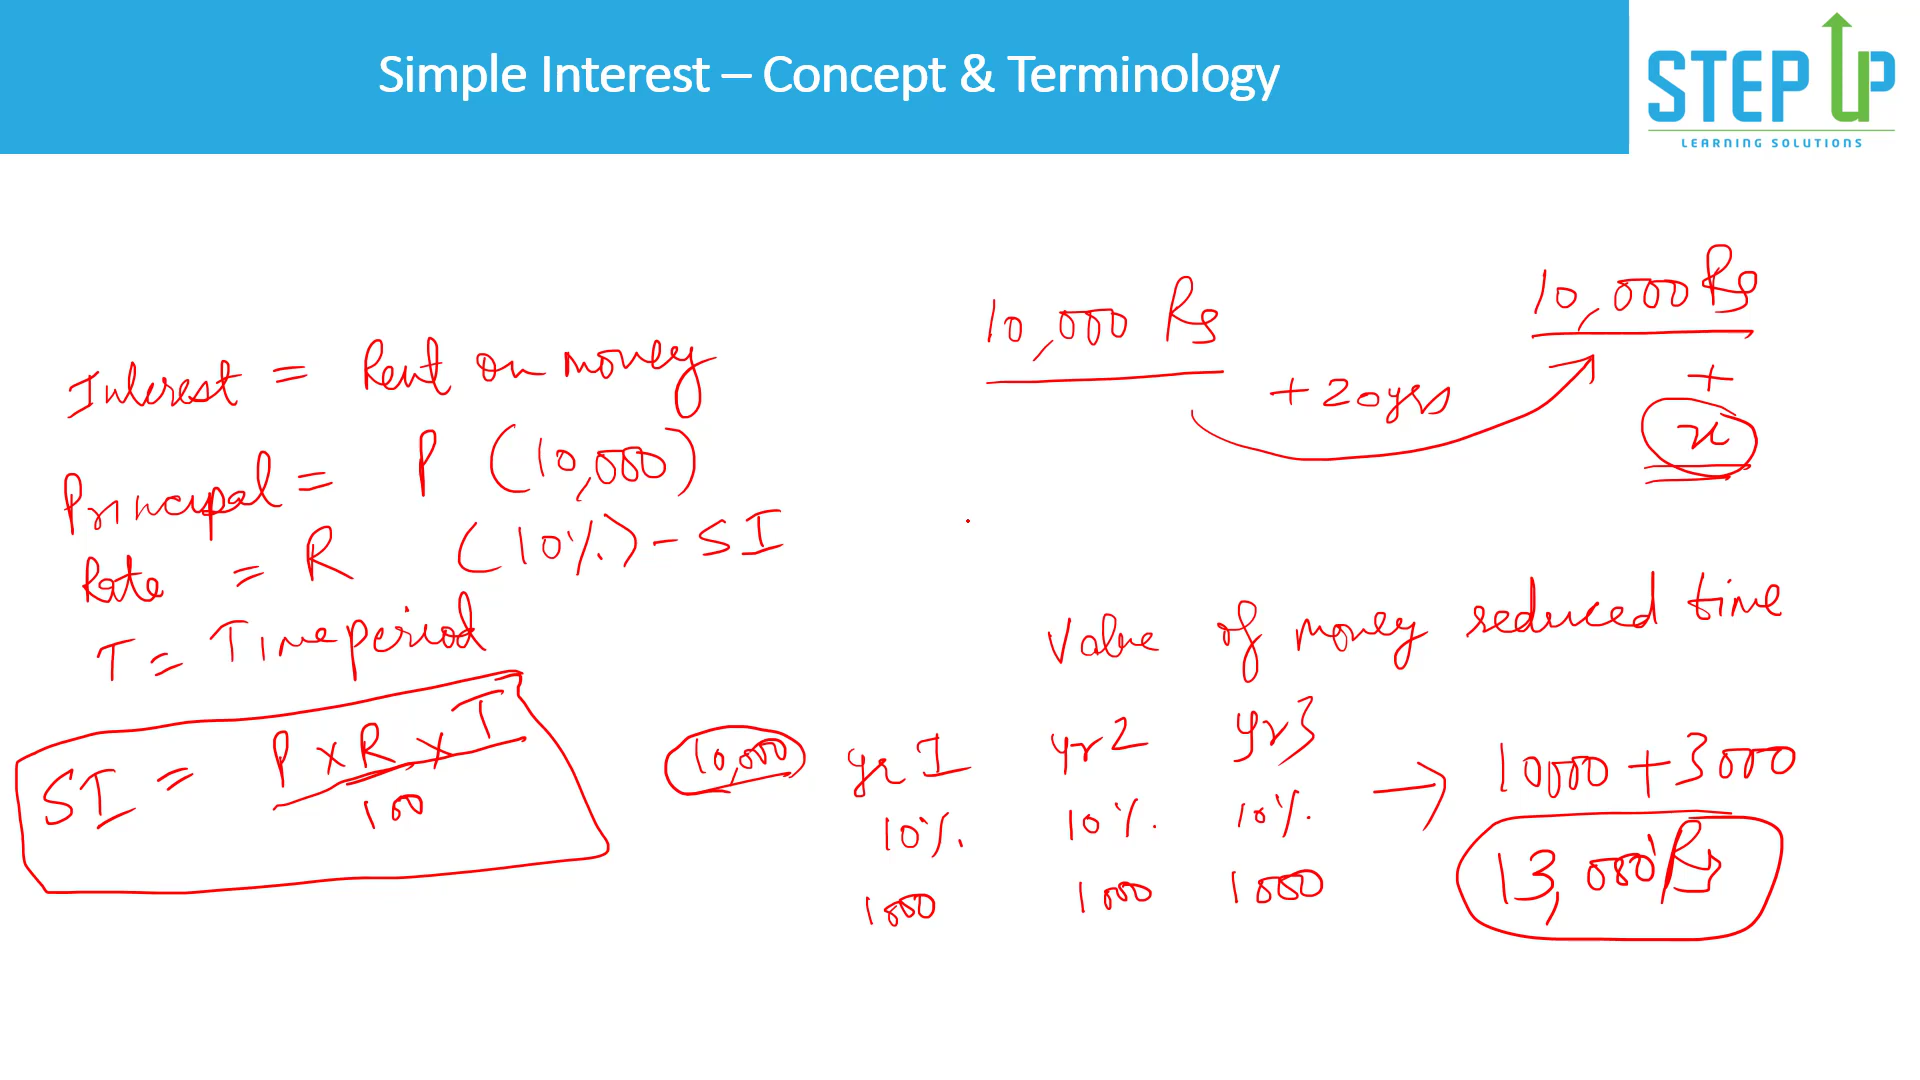 Simple Interest – Concept & Terminology
STEP UP
LEARNING SOLUTIONS
10,000 Rs
10,000 Rs
+ 20 yrs
+
x
Interest = Rent on money
Principal = P (10,000)
Rate = R (10%) - SI
T = Time period
SI = P x R x T
100
Value of money reduced time
10,000 yr 1 yr 2 yr 3
10% 10% 10%
1000 1000 1000
→ 10000 + 3000
13,000 Rs